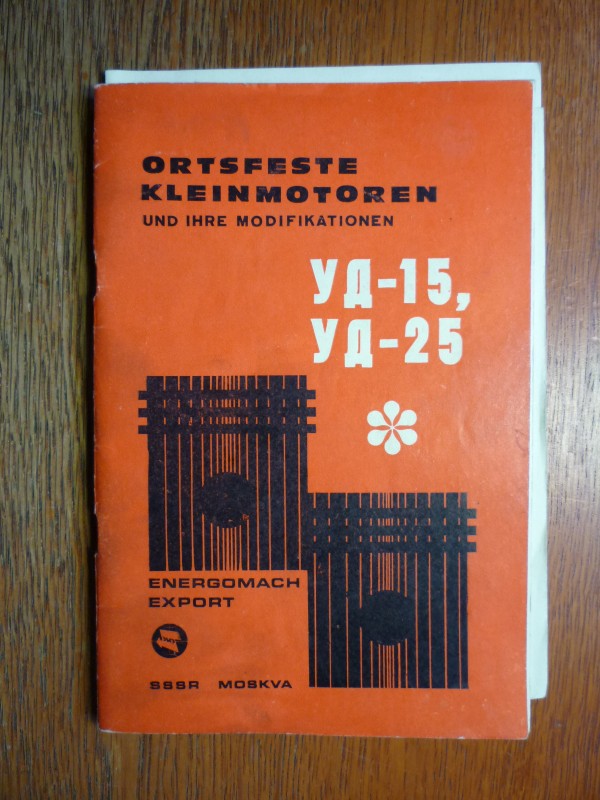 ORTSFESTE
KLEINMOTOREN
UND IHRE MODIFIKATIONEN
УД-15,
УД-25
ENERGOMACH
EXPORT
SSSR MOSKVA